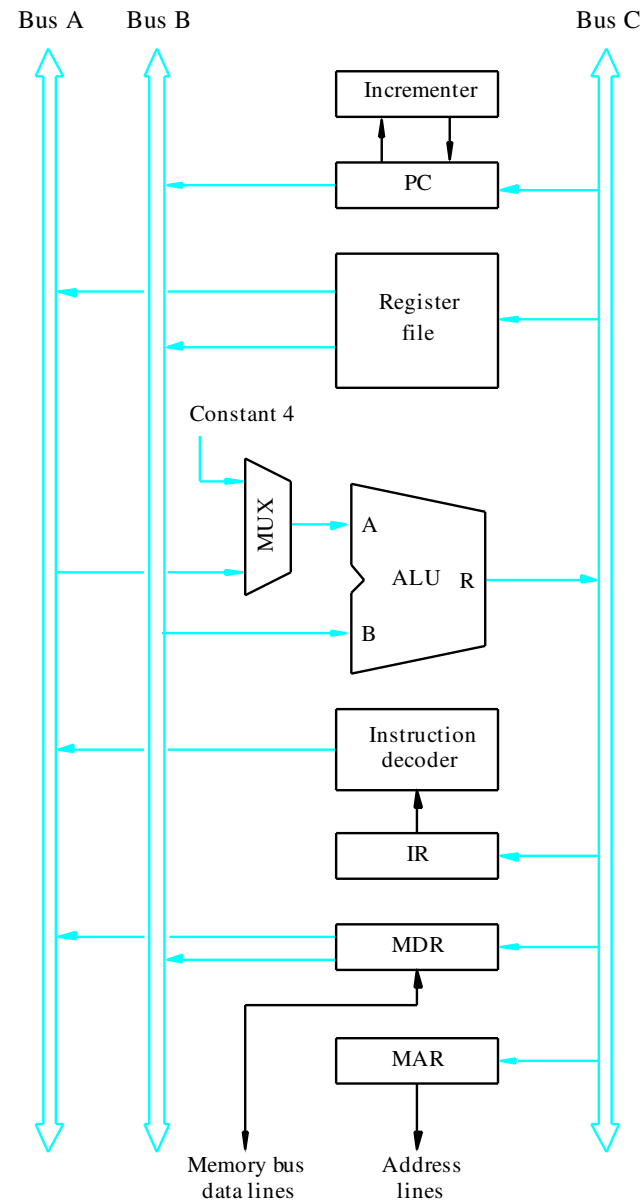 Bus A
Bus B
Bus C
Incrementer
PC
Register
file
Constant 4
MUX
A
ALU
R
B
Instruction
decoder
IR
MDR
MAR
Memory bus
data lines
Address
lines